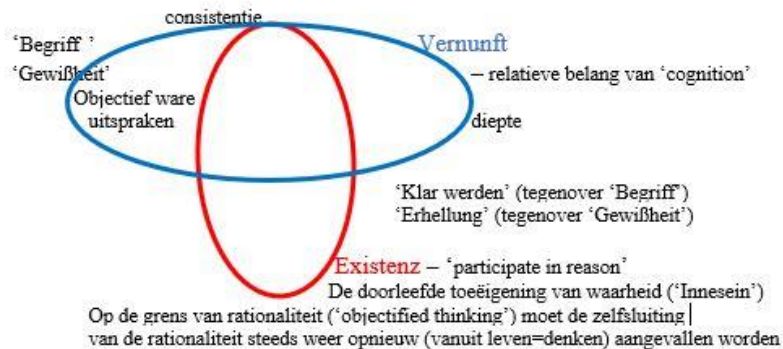 consistentie
‘Begriff ’
Vernunft
‘Gewißheit’
– relatieve belang van ‘cognition’
Objectief ware
uitspraken
diepte
‘Klar werden’ (tegenover ‘Begriff’)
‘Erhellung’ (tegenover ‘Gewißheit’)
Existenz – ‘participate in reason’
De doorleefde toeëigening van waarheid (‘Innesein’)
Op de grens van rationaliteit (‘objectified thinking’) moet de zelfsluiting
van de rationaliteit steeds weer opnieuw (vanuit leven=denken) aangevallen worden